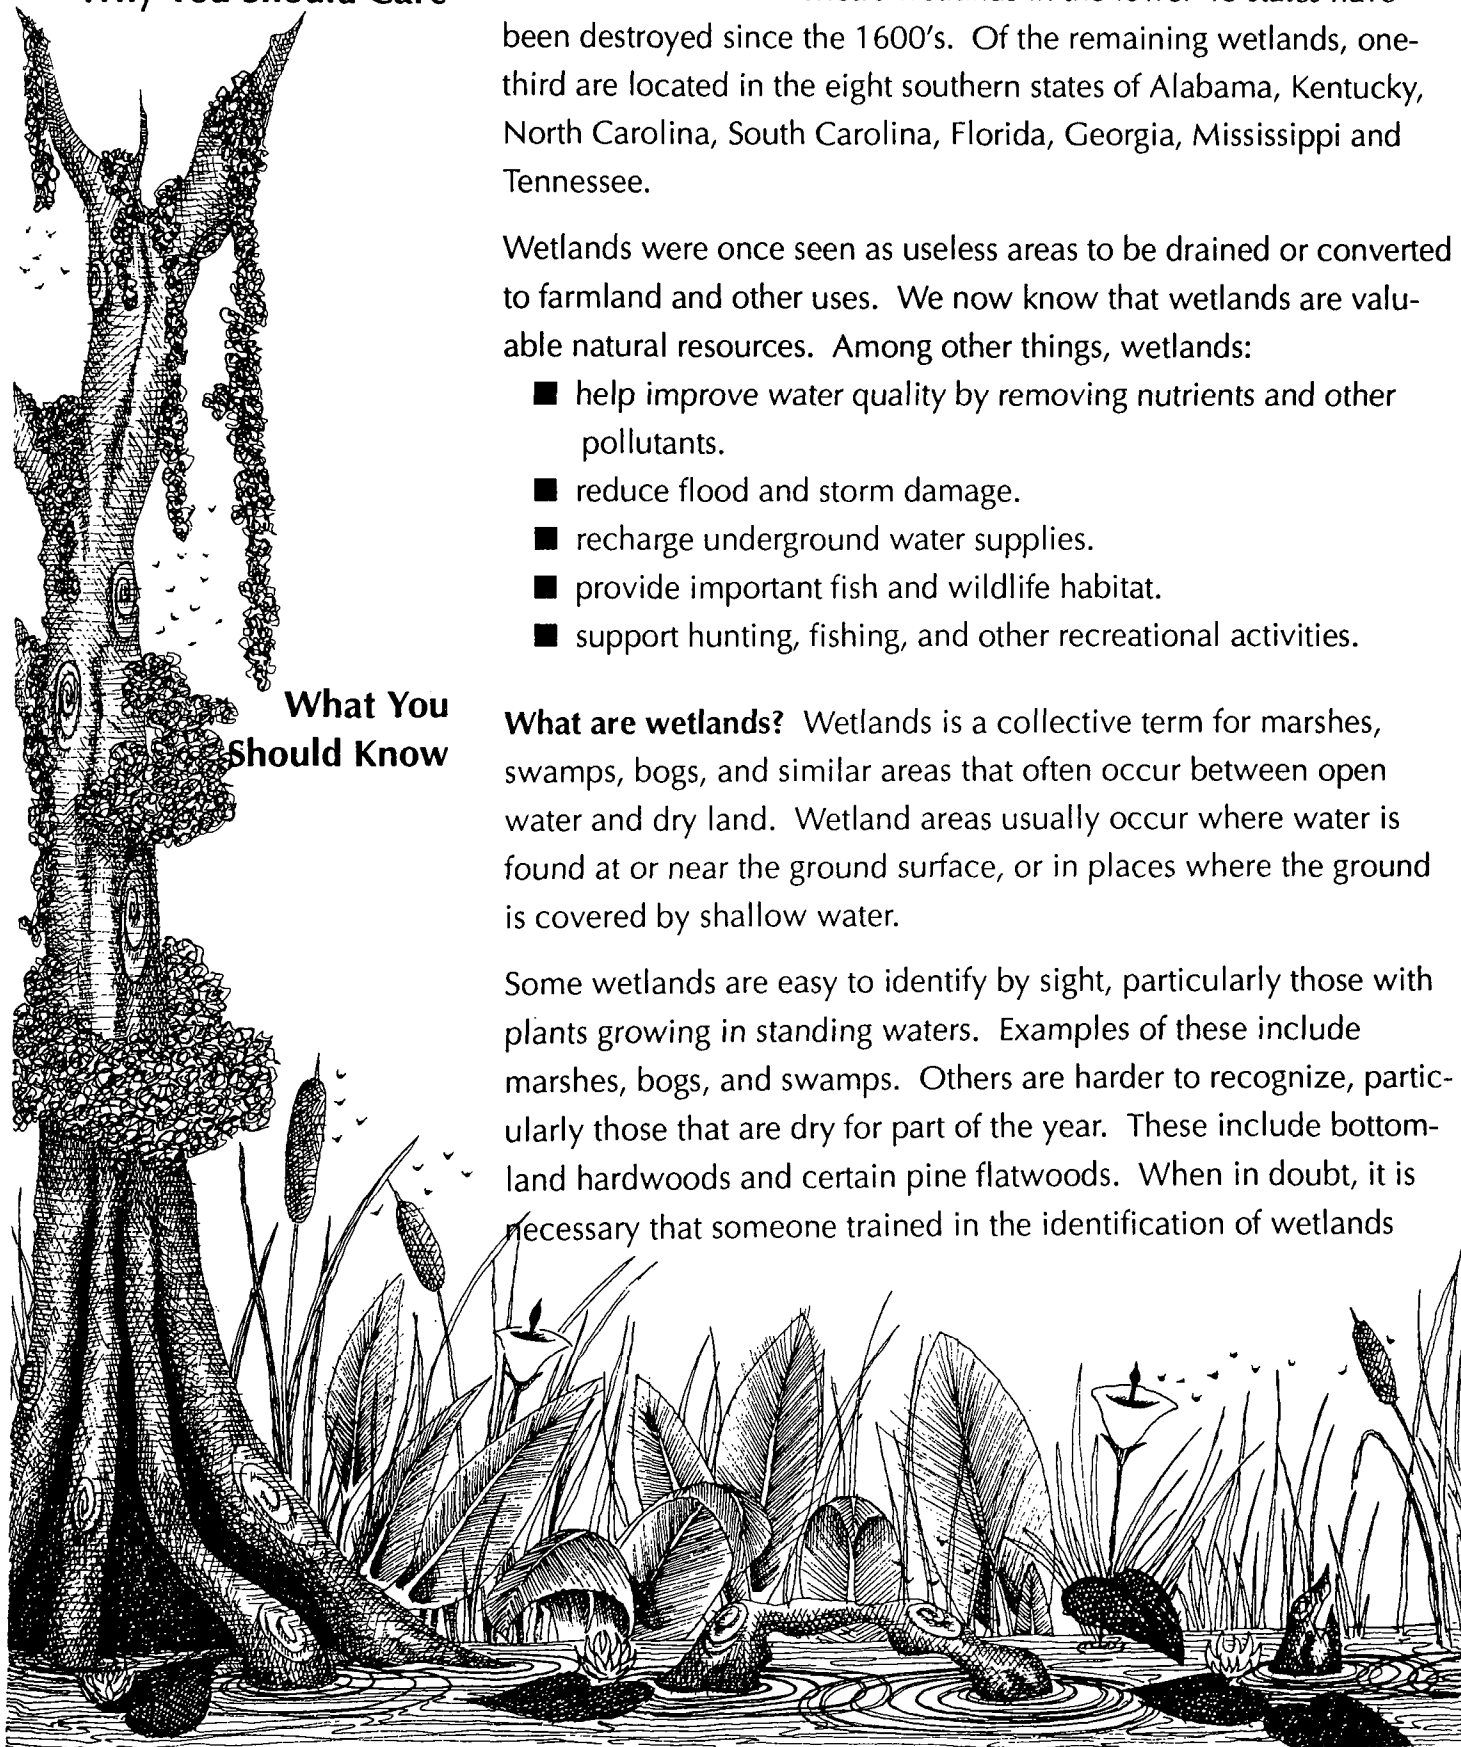 Why You Should Care
been destroyed since the 1600's. Of the remaining wetlands, one-
third are located in the eight southern states of Alabama, Kentucky,
North Carolina, South Carolina, Florida, Georgia, Mississippi and
Tennessee.
Wetlands were once seen as useless areas to be drained or converted
to farmland and other uses. We now know that wetlands are valu-
able natural resources. Among other things, wetlands:
■ help improve water quality by removing nutrients and other
pollutants.
■ reduce flood and storm damage.
■ recharge underground water supplies.
■ provide important fish and wildlife habitat.
■ support hunting, fishing, and other recreational activities.
What You
Should Know
What are wetlands? Wetlands is a collective term for marshes,
swamps, bogs, and similar areas that often occur between open
water and dry land. Wetland areas usually occur where water is
found at or near the ground surface, or in places where the ground
is covered by shallow water.
Some wetlands are easy to identify by sight, particularly those with
plants growing in standing waters. Examples of these include
marshes, bogs, and swamps. Others are harder to recognize, partic-
ularly those that are dry for part of the year. These include bottom-
land hardwoods and certain pine flatwoods. When in doubt, it is
necessary that someone trained in the identification of wetlands